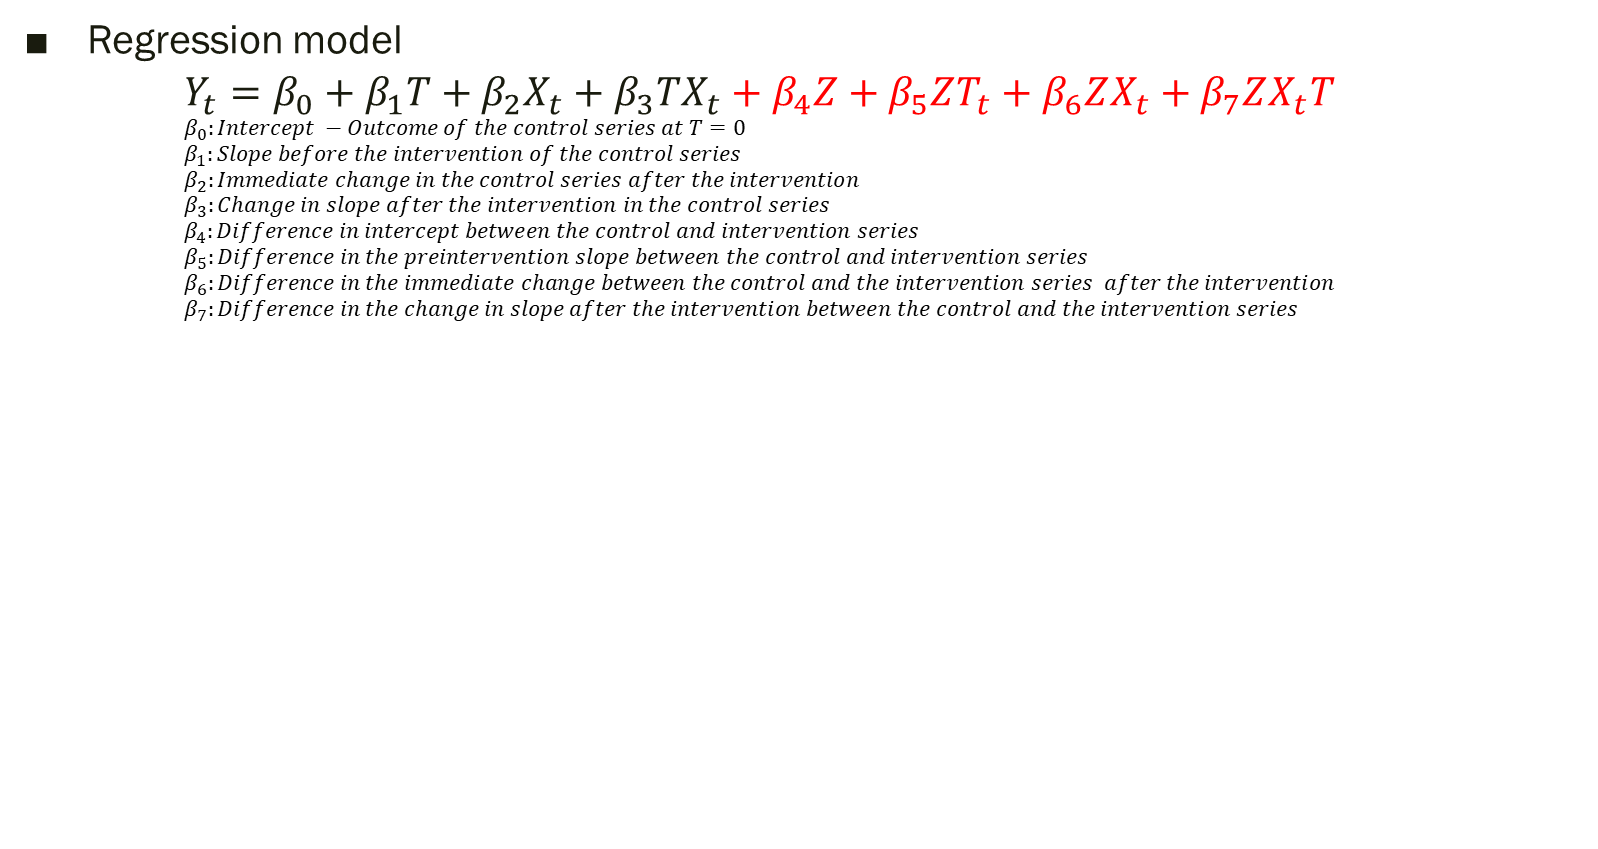 ■ Regression model
Yₜ = β₀ + β₁T + β₂Xₜ + β₃TXₜ + β₄Z + β₅ZTₜ + β₆ZXₜ + β₇ZXₜT
β₀: Intercept − Outcome of the control series at T = 0
β₁: Slope before the intervention of the control series
β₂: Immediate change in the control series after the intervention
β₃: Change in slope after the intervention in the control series
β₄: Difference in intercept between the control and intervention series
β₅: Difference in the preintervention slope between the control and intervention series
β₆: Difference in the immediate change between the control and the intervention series after the intervention
β₇: Difference in the change in slope after the intervention between the control and the intervention series